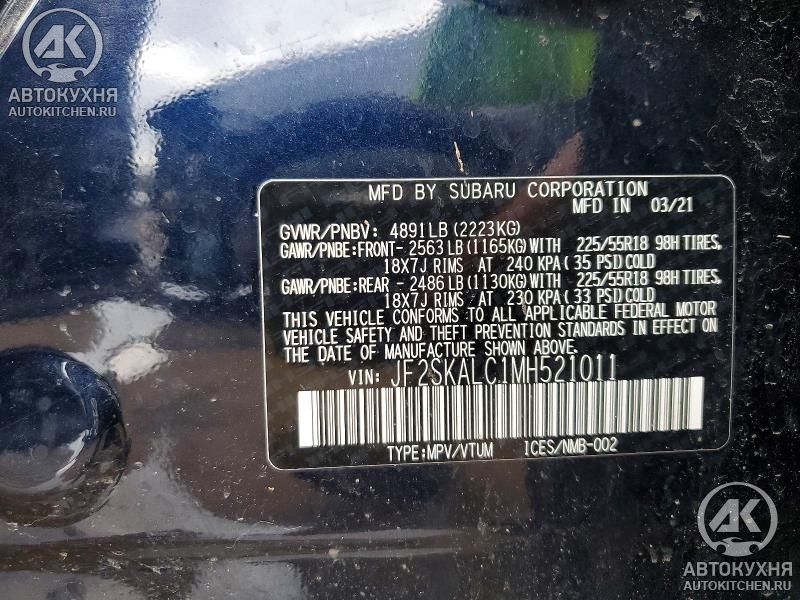 АК
АВТОКУХНЯ
AUTOKITCHEN.RU
MFD BY SUBARU CORPORATION
MFD IN 03/21
GVWR/PNBV: 4891LB(2223KG)
GAWR/PNBE:FRONT- 2563LB(1165KG)WITH 225/55R18 98H TIRES,
18X7J RIMS AT 240 KPA(35 PSI)COLD
GAWR/PNBE:REAR - 2486LB(1130KG)WITH 225/55R18 98H TIRES,
18X7J RIMS AT 230 KPA(33 PSI)COLD
THIS VEHICLE CONFORMS TO ALL APPLICABLE FEDERAL MOTOR
VEHICLE SAFETY AND THEFT PREVENTION STANDARDS IN EFFECT ON
THE DATE OF MANUFACTURE SHOWN ABOVE.
VIN: JF2SKALC1MH521011
TYPE:MPV/VTUM ICES/NMB-002
АК
АВТОКУХНЯ
AUTOKITCHEN.RU